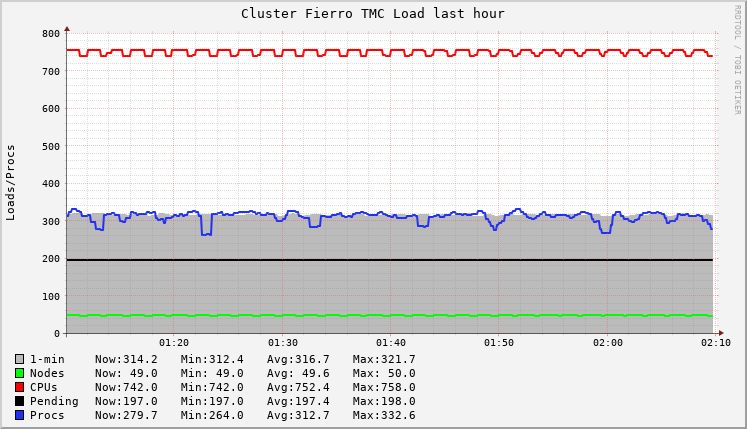 Cluster Fierro TMC Load last hour
RRDTOOL / TOBI OETIKER
Loads/Procs
800
700
600
500
400
300
200
100
0
01:20 01:30 01:40 01:50 02:00 02:10
1-min Now:314.2 Min:312.4 Avg:316.7 Max:321.7
Nodes Now: 49.0 Min: 49.0 Avg: 49.6 Max: 50.0
CPUs Now:742.0 Min:742.0 Avg:752.4 Max:758.0
Pending Now:197.0 Min:197.0 Avg:197.4 Max:198.0
Procs Now:279.7 Min:264.0 Avg:312.7 Max:332.6